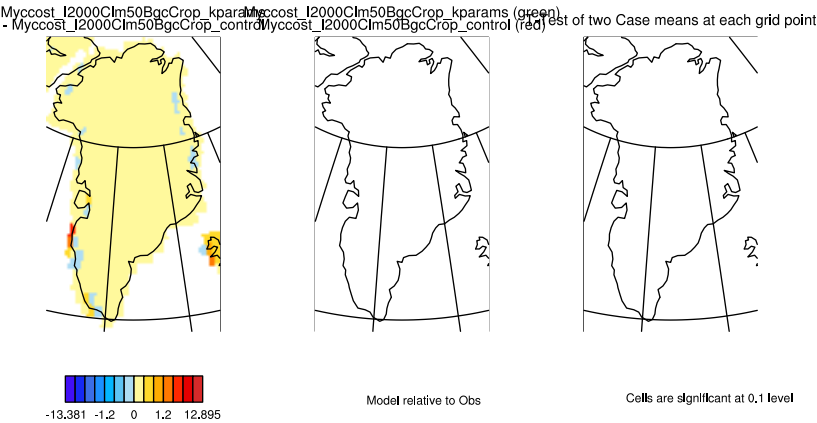 Myccost_I2000Clm50BgcCrop_kparams
- Myccost_I2000Clm50BgcCrop_control
Myccost_I2000Clm50BgcCrop_kparams (green)
Myccost_I2000Clm50BgcCrop_control (red)
T-Test of two Case means at each grid point
-13.381 -1.2 0 1.2 12.895
Model relative to Obs
Cells are significant at 0.1 level